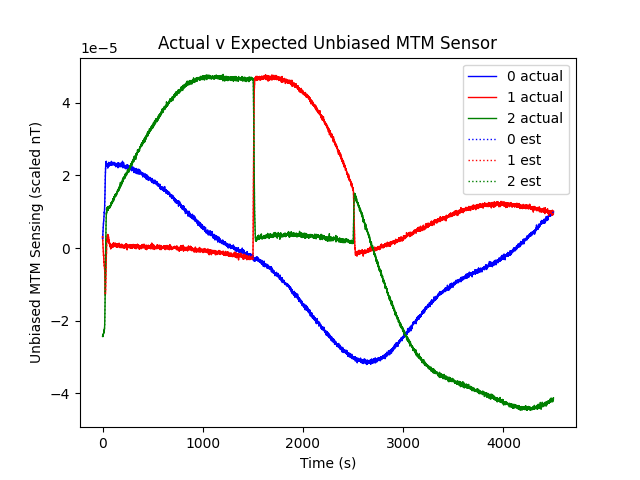 Actual v Expected Unbiased MTM Sensor
1e−5
4
2
0
−2
−4
Unbiased MTM Sensing (scaled nT)
0 actual
1 actual
2 actual
0 est
1 est
2 est
0 1000 2000 3000 4000
Time (s)